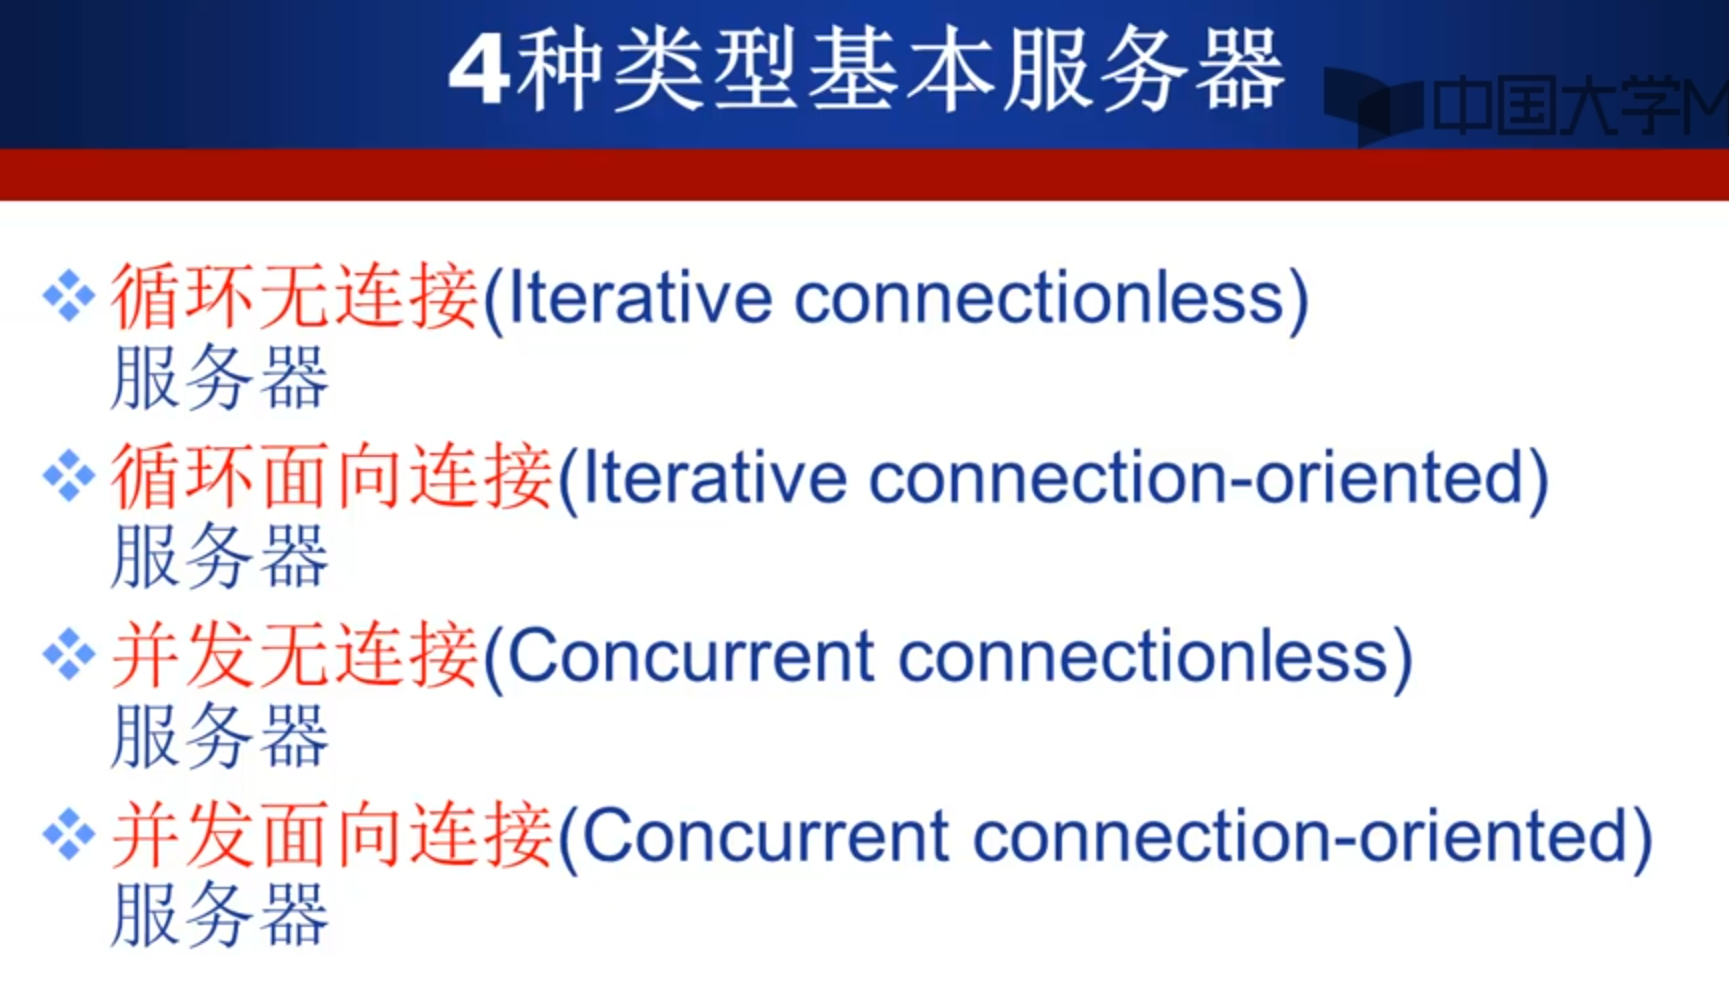 4种类型基本服务器
中国大学M
循环无连接(Iterative connectionless)
服务器
循环面向连接(Iterative connection-oriented)
服务器
并发无连接(Concurrent connectionless)
服务器
并发面向连接(Concurrent connection-oriented)
服务器